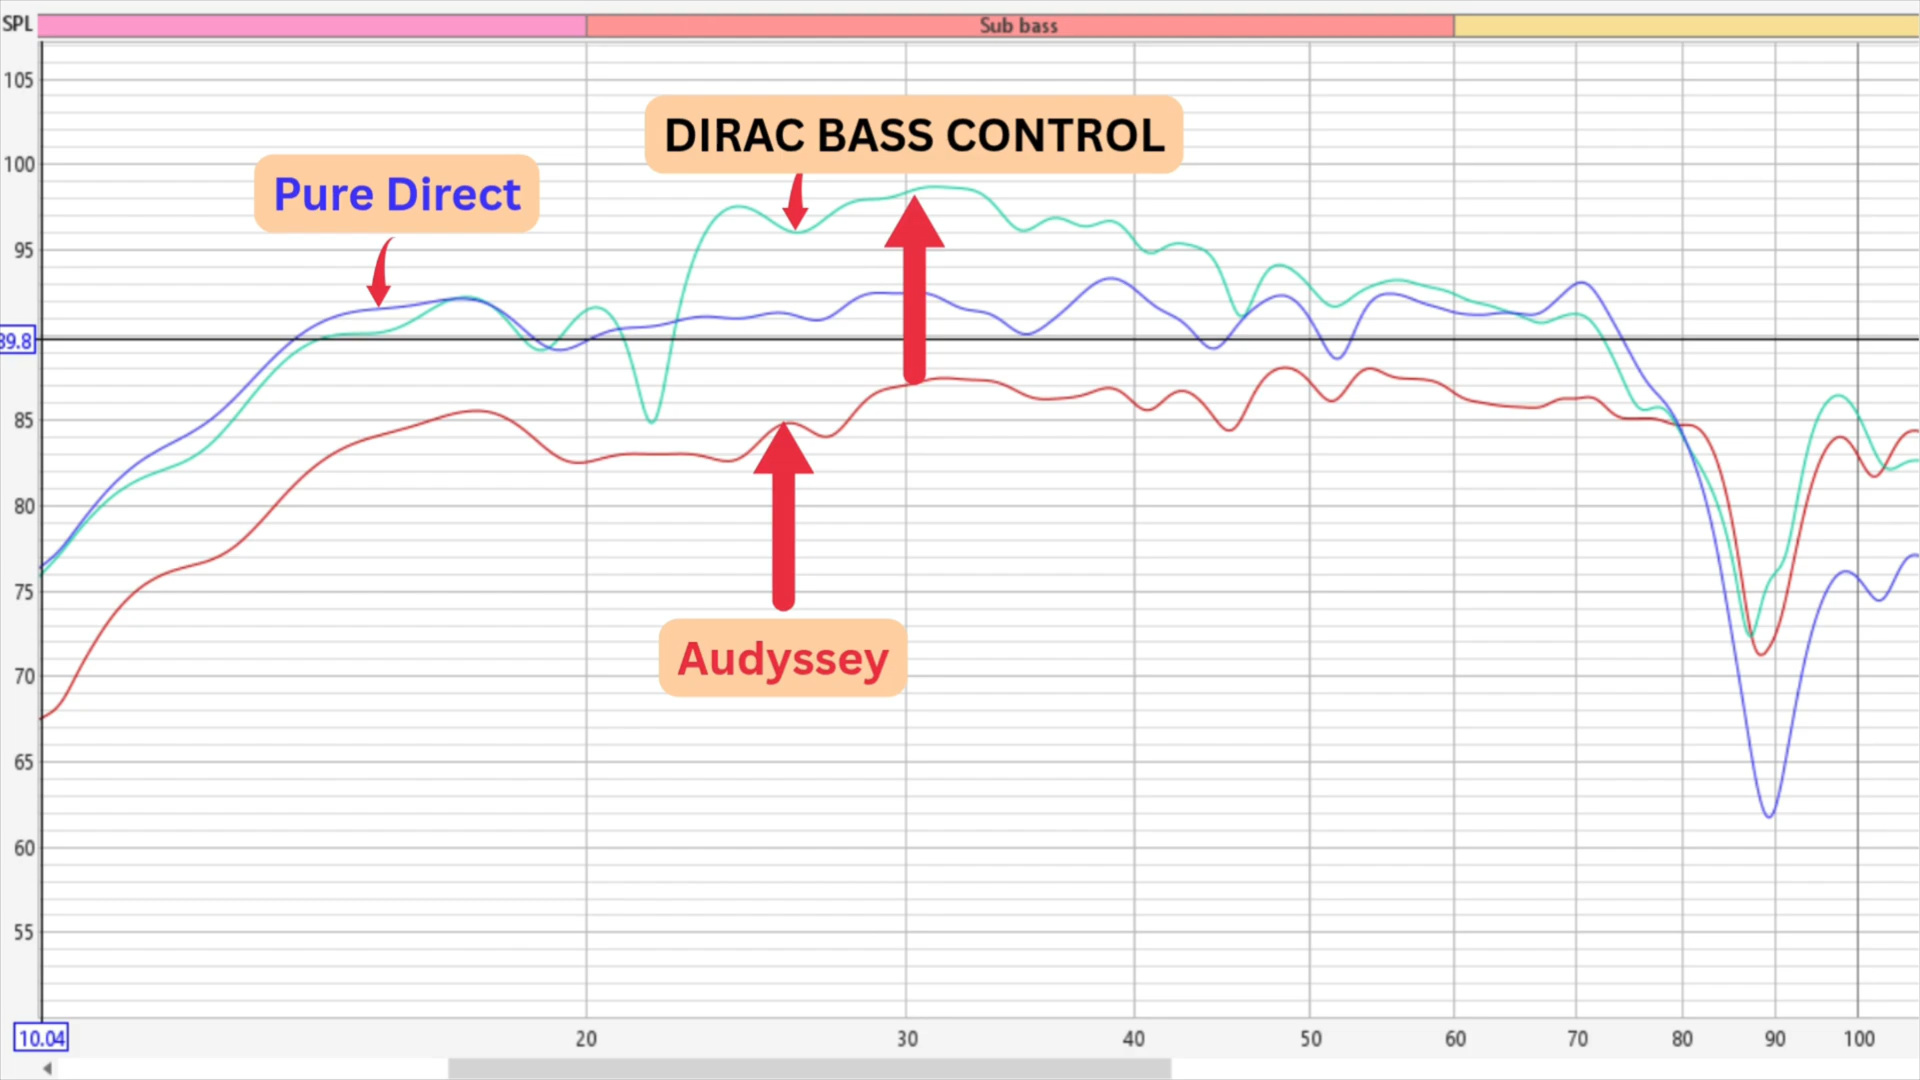 SPL
Sub bass
105
100
95
89.8
85
80
75
70
65
60
55
DIRAC BASS CONTROL
Pure Direct
Audyssey
10.04 20 30 40 50 60 70 80 90 100